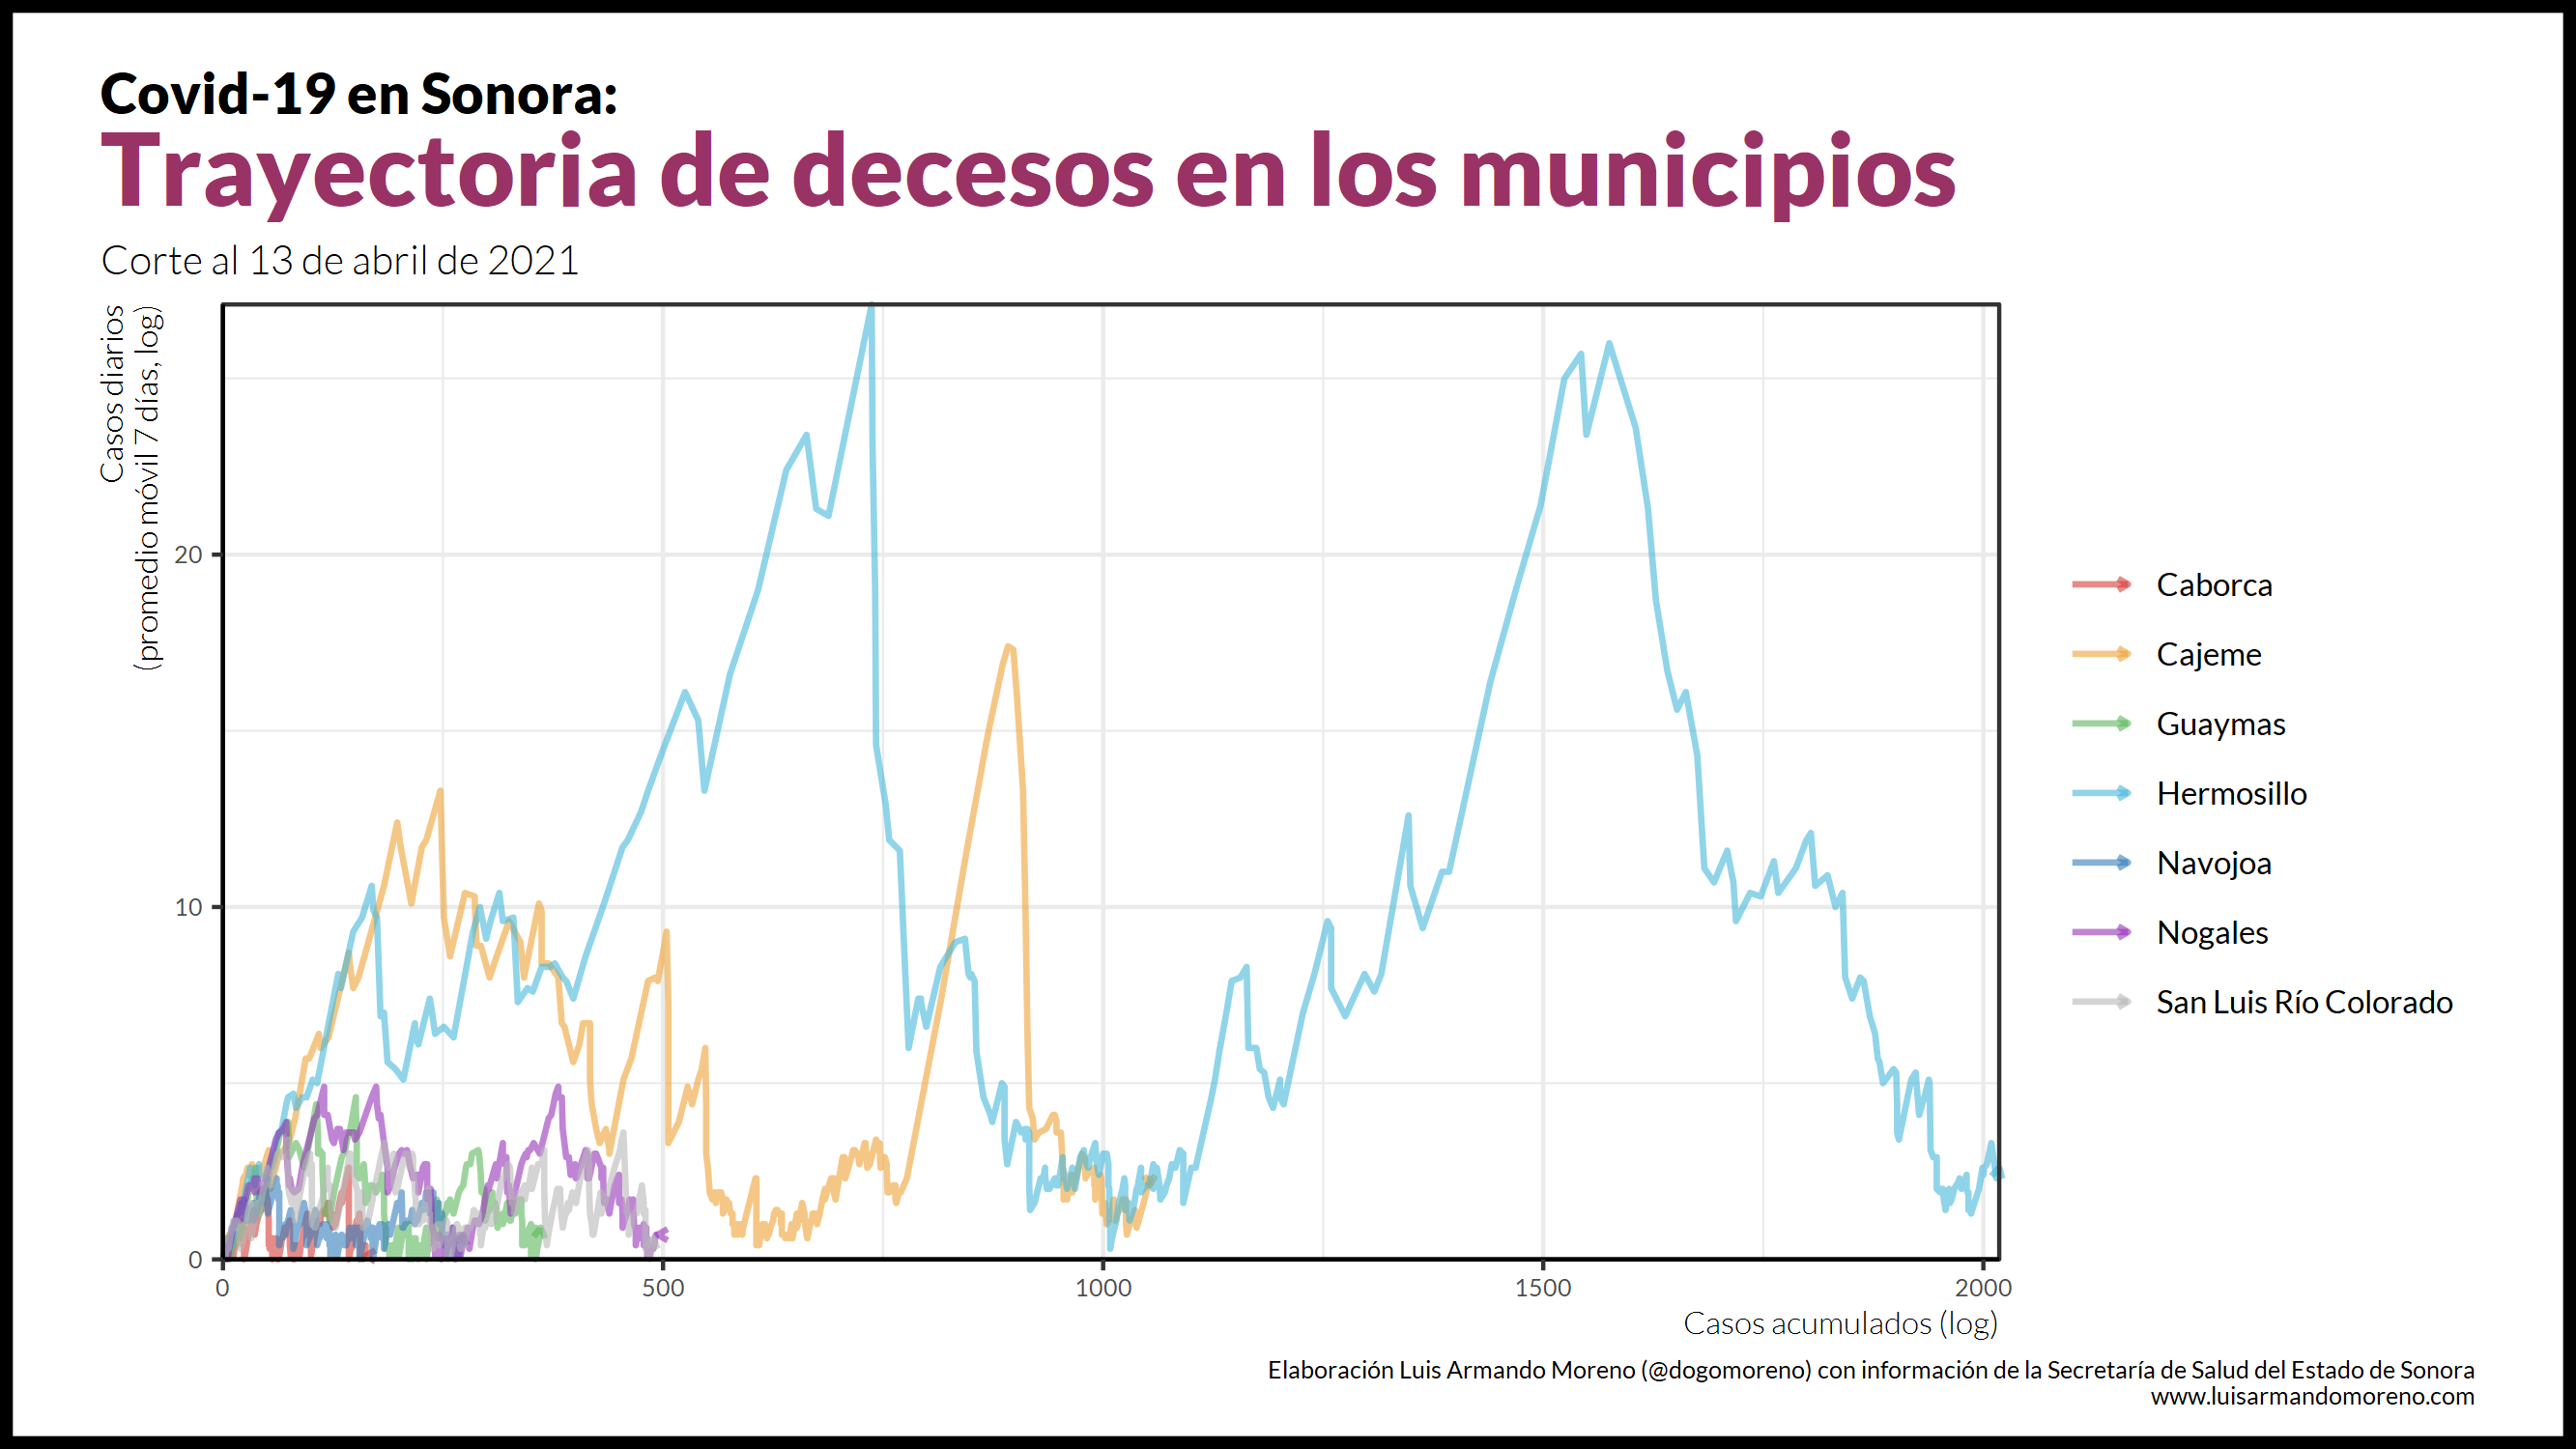 Covid-19 en Sonora:
Trayectoria de decesos en los municipios
Corte al 13 de abril de 2021
Casos diarios
(promedio móvil 7 días, log)
20
10
0
0
500
1000
1500
2000
Casos acumulados (log)
Caborca
Cajeme
Guaymas
Hermosillo
Navojoa
Nogales
San Luis Río Colorado
Elaboración Luis Armando Moreno (@dogomoreno) con información de la Secretaría de Salud del Estado de Sonora
www.luisarmandomoreno.com